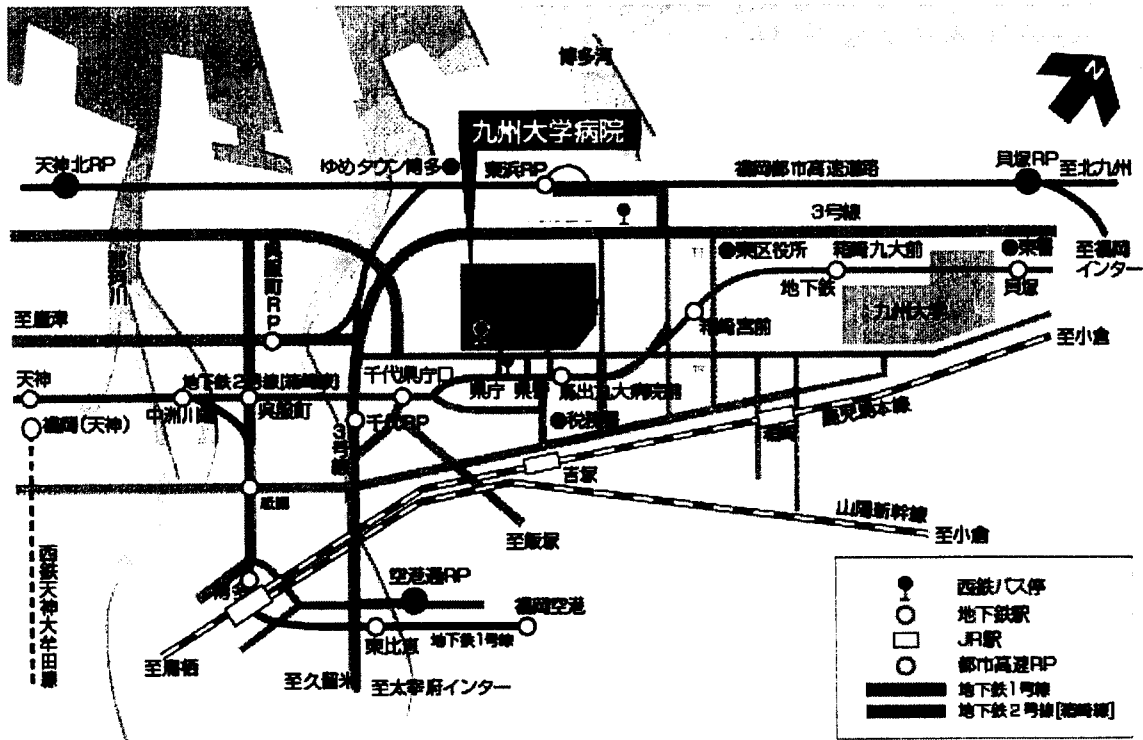 博多湾
N
九州大学病院
天神北RP
ゆめタウン博多
東浜RP
福岡都市高速道路
貝塚RP
至北九州
3号線
東区役所
箱崎九大前
東署
至福岡
インター
地下鉄
貝塚
九州大学
呉服町RP
至唐津
箱崎宮前
至小倉
天神
地下鉄2号線[箱崎線]
千代県庁口
県庁
県警
馬出九大病院前
中洲川端
呉服町
福岡(天神)
千代RP
3号線
税務署
箱崎
鹿児島本線
吉塚
祇園
山陽新幹線
至飯塚
至小倉
西鉄天神大牟田線
博多
空港通RP
福岡空港
東比恵
地下鉄1号線
至鳥栖
至久留米
至太宰府インター
西鉄バス停
地下鉄駅
JR駅
都市高速RP
地下鉄1号線
地下鉄2号線[箱崎線]